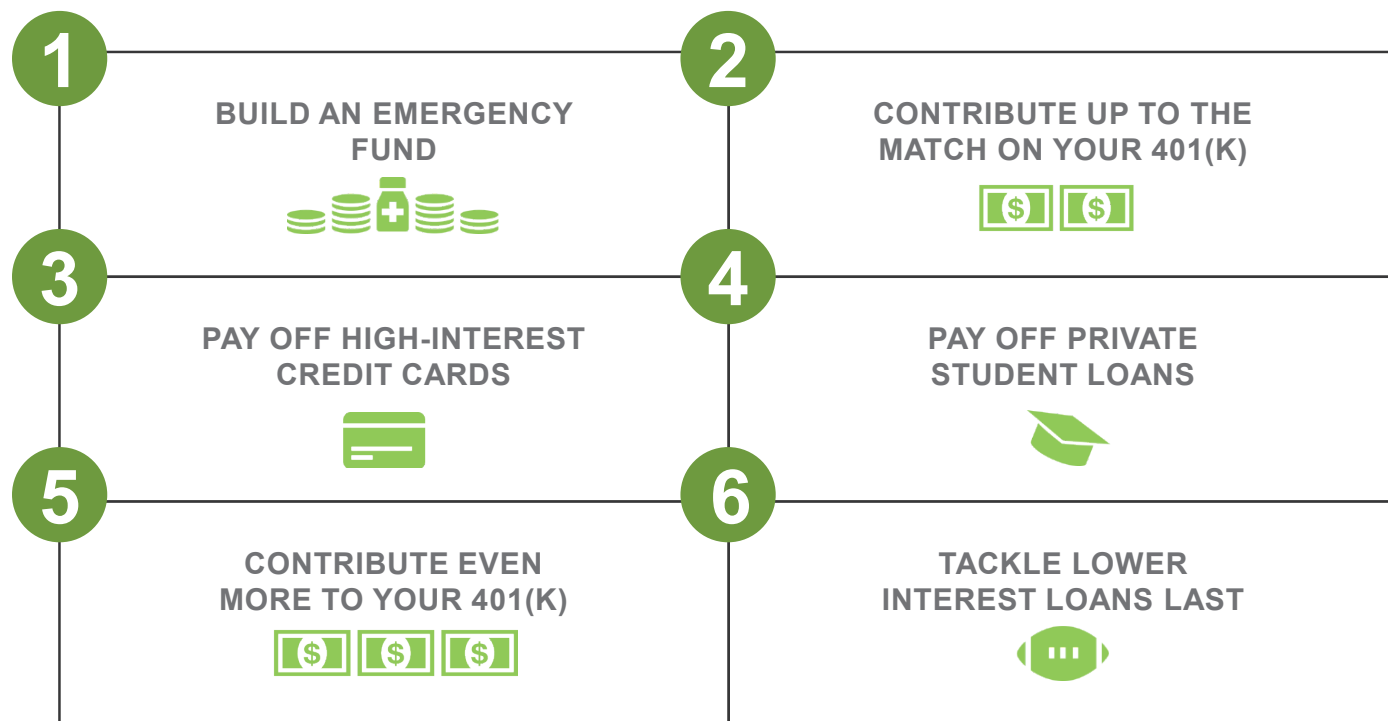 1
BUILD AN EMERGENCY
FUND
2
CONTRIBUTE UP TO THE
MATCH ON YOUR 401(K)
$ $
3
PAY OFF HIGH-INTEREST
CREDIT CARDS
4
PAY OFF PRIVATE
STUDENT LOANS
5
CONTRIBUTE EVEN
MORE TO YOUR 401(K)
$ $ $
6
TACKLE LOWER
INTEREST LOANS LAST